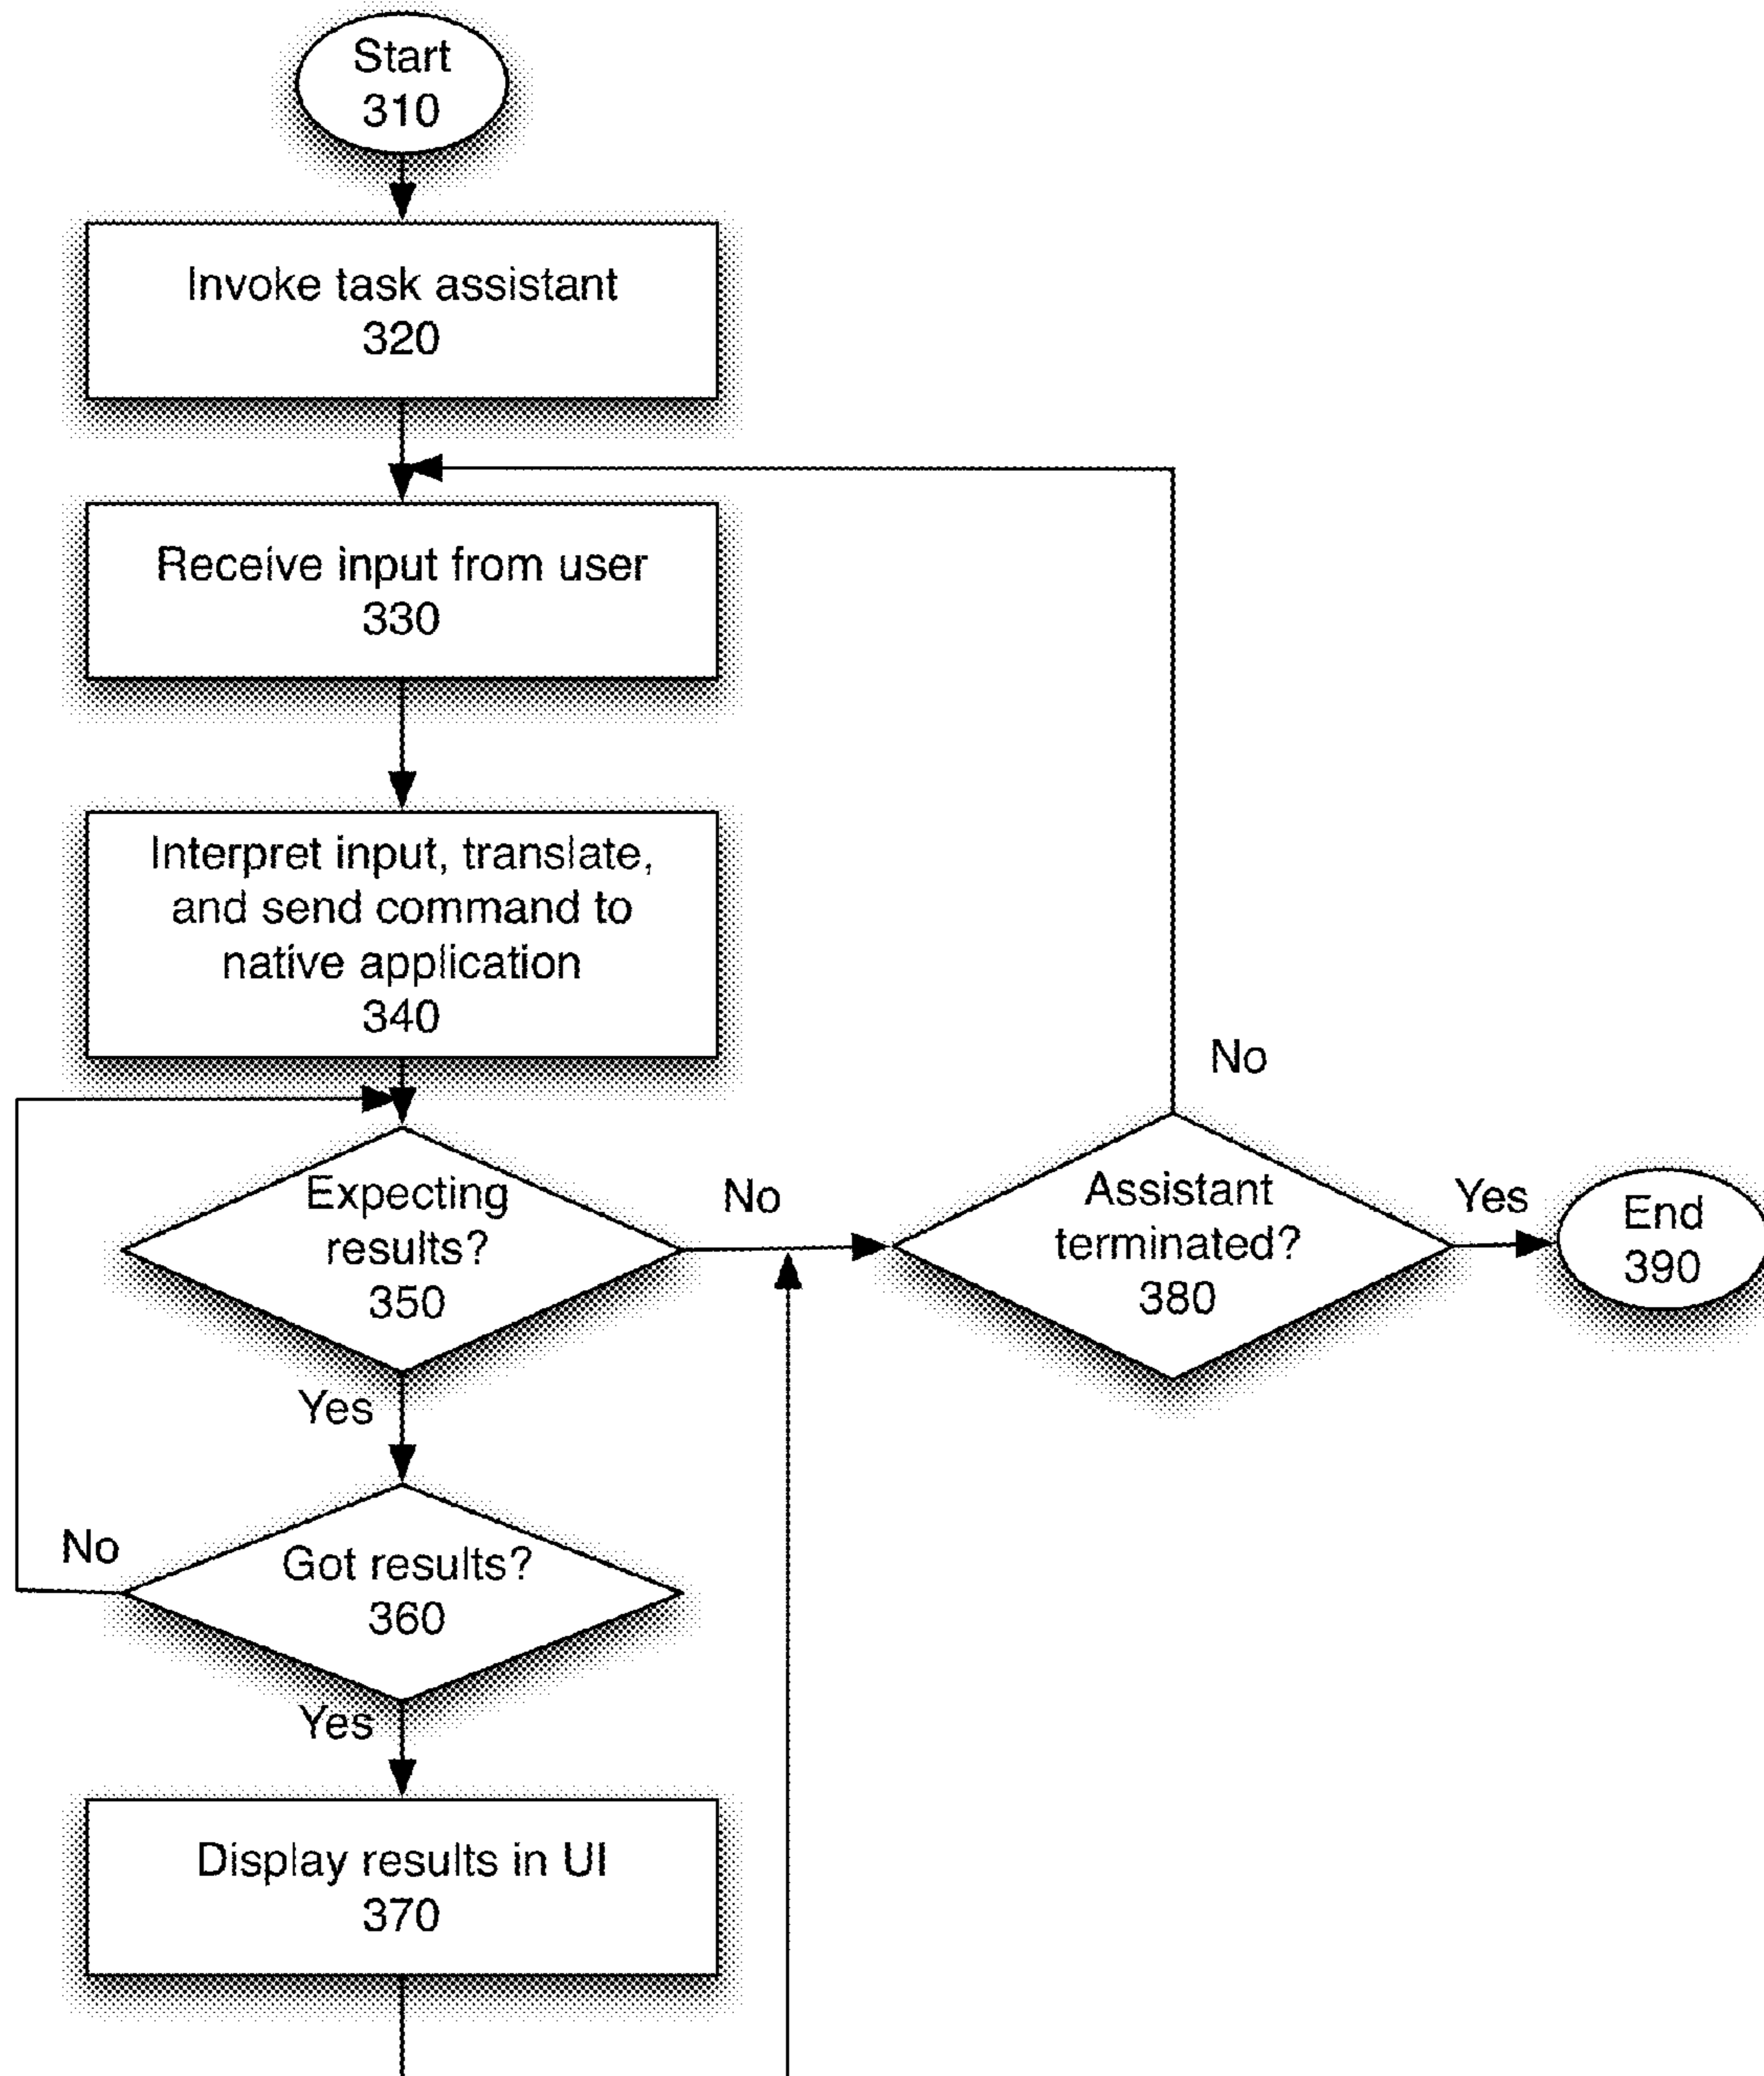 Start
310
Invoke task assistant
320
Receive input from user
330
Interpret input, translate,
and send command to
native application
340
Expecting
results?
350
No
Assistant
terminated?
380
No
Yes
End
390
Yes
Got results?
360
No
Yes
Display results in UI
370